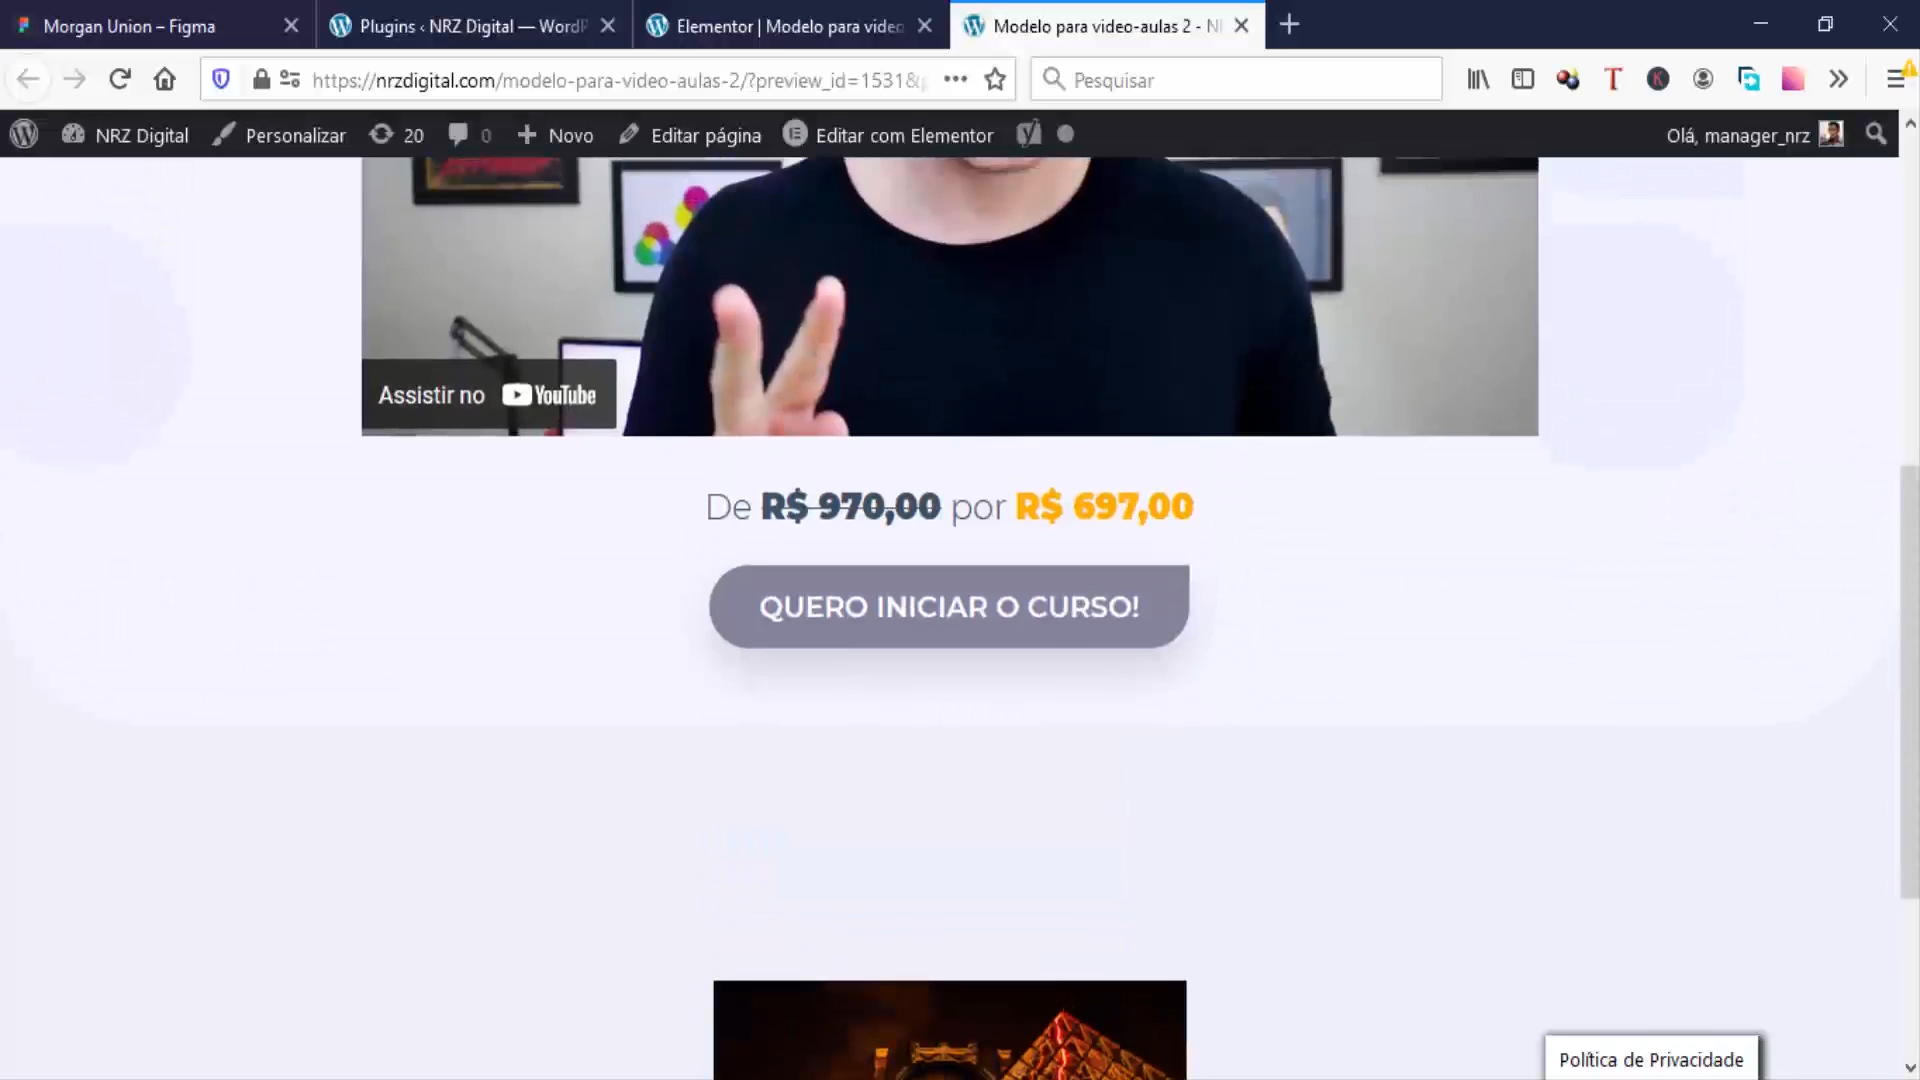 Morgan Union – Figma
Plugins ‹ NRZ Digital — WordP
Elementor | Modelo para video
Modelo para video-aulas 2 - NR
https://nrzdigital.com/modelo-para-video-aulas-2/?preview_id=1531&
Pesquisar
NRZ Digital
Personalizar
20
0
Novo
Editar página
Editar com Elementor
Olá, manager_nrz
Assistir no YouTube
De R$ 970,00 por R$ 697,00
QUERO INICIAR O CURSO!
Política de Privacidade